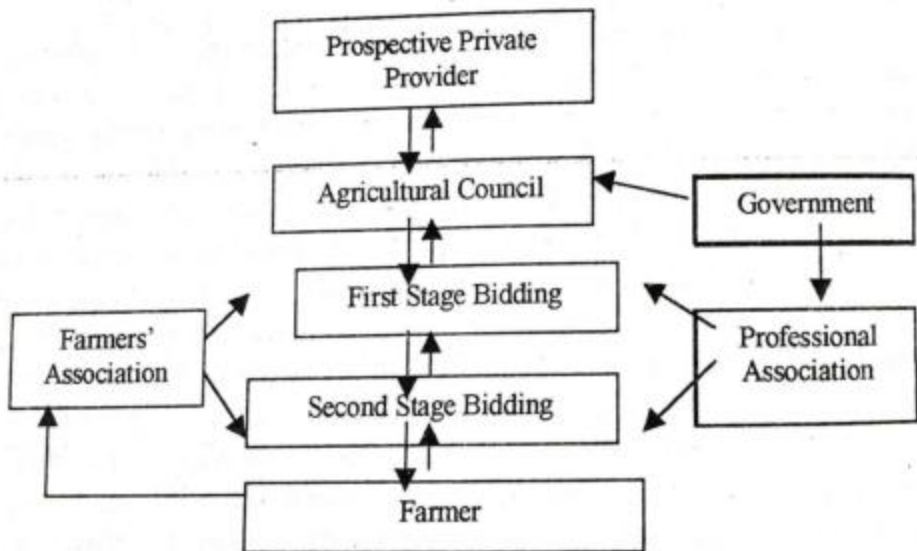 Prospective Private
Provider
Agricultural Council
Government
First Stage Bidding
Farmers'
Association
Professional
Association
Second Stage Bidding
Farmer